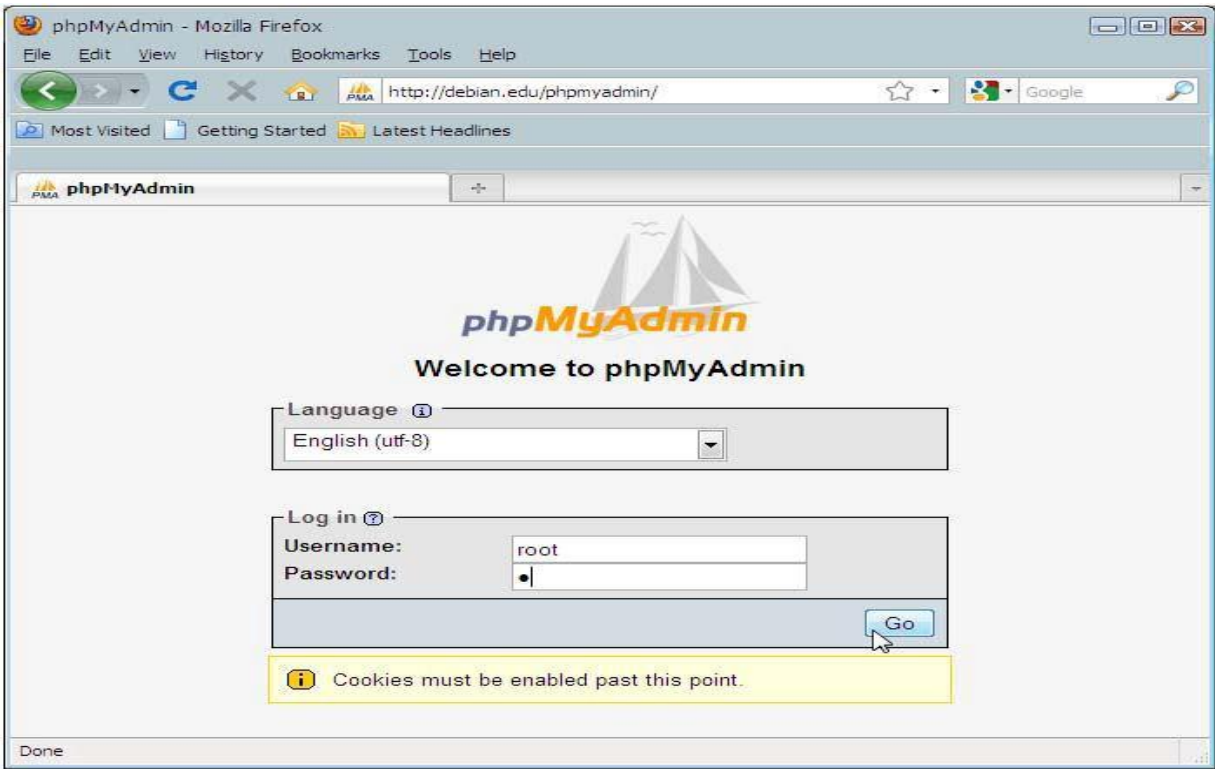 phpMyAdmin - Mozilla Firefox
File Edit View History Bookmarks Tools Help
PMA http://debian.edu/phpmyadmin/ Google
Most Visited Getting Started Latest Headlines
PMA phpMyAdmin
phpMyAdmin
Welcome to phpMyAdmin
Language
English (utf-8)
Log in
Username: root
Password:
Go
Cookies must be enabled past this point.
Done